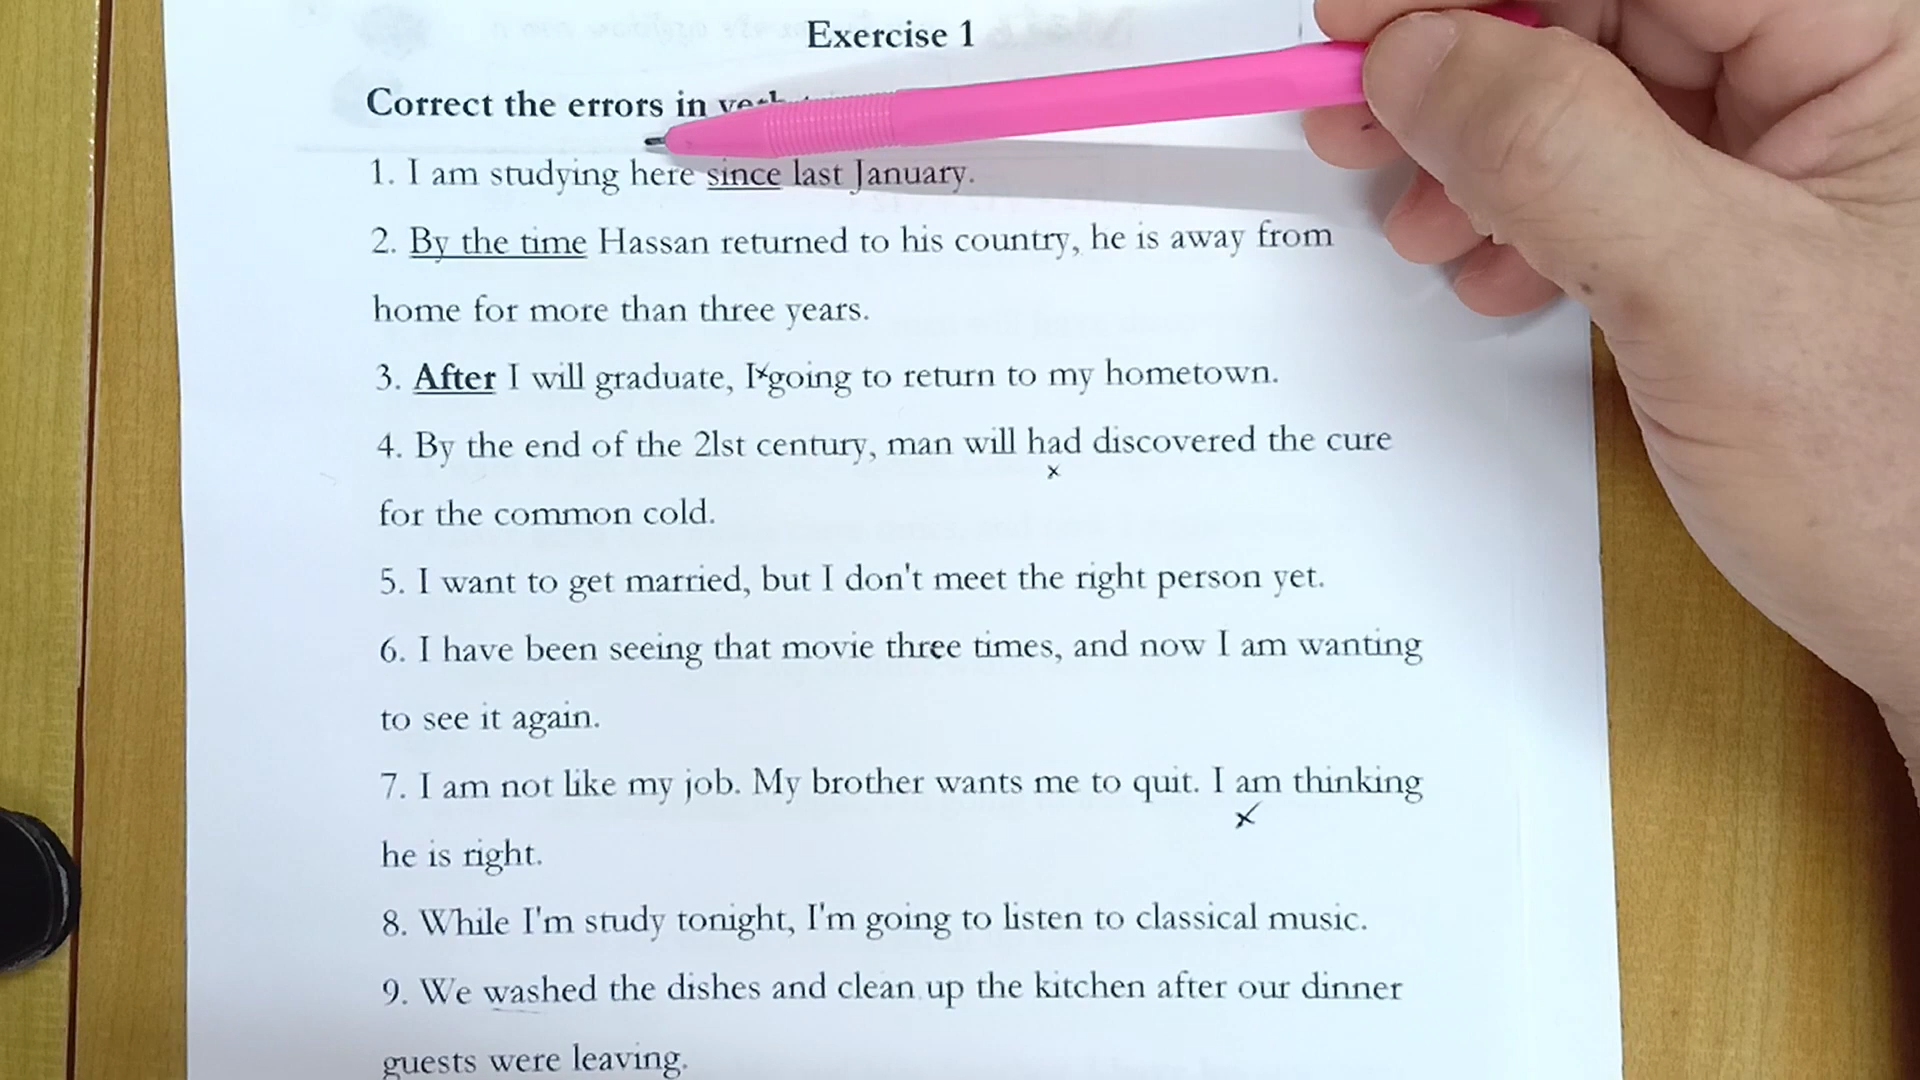 Exercise 1
Correct the errors in
1. I am studying here since last January.
2. By the time Hassan returned to his country, he is away from
home for more than three years.
3. After I will graduate, I going to return to my hometown.
4. By the end of the 21st century, man will had discovered the cure
x
for the common cold.
5. I want to get married, but I don't meet the right person yet.
6. I have been seeing that movie three times, and now I am wanting
to see it again.
7. I am not like my job. My brother wants me to quit. I am thinking
x
he is right.
8. While I'm study tonight, I'm going to listen to classical music.
9. We washed the dishes and clean up the kitchen after our dinner
guests were leaving.